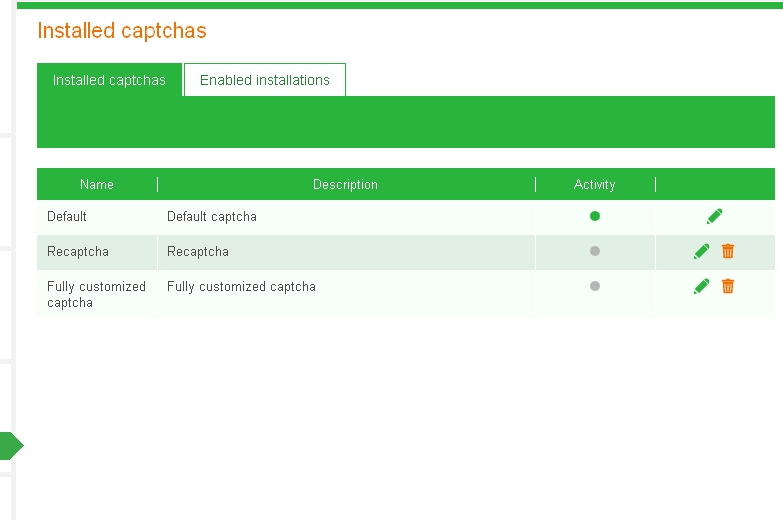 Installed captchas
Installed captchas Enabled installations
Name Description Activity
Default Default captcha
Recaptcha Recaptcha
Fully customized Fully customized captcha
captcha